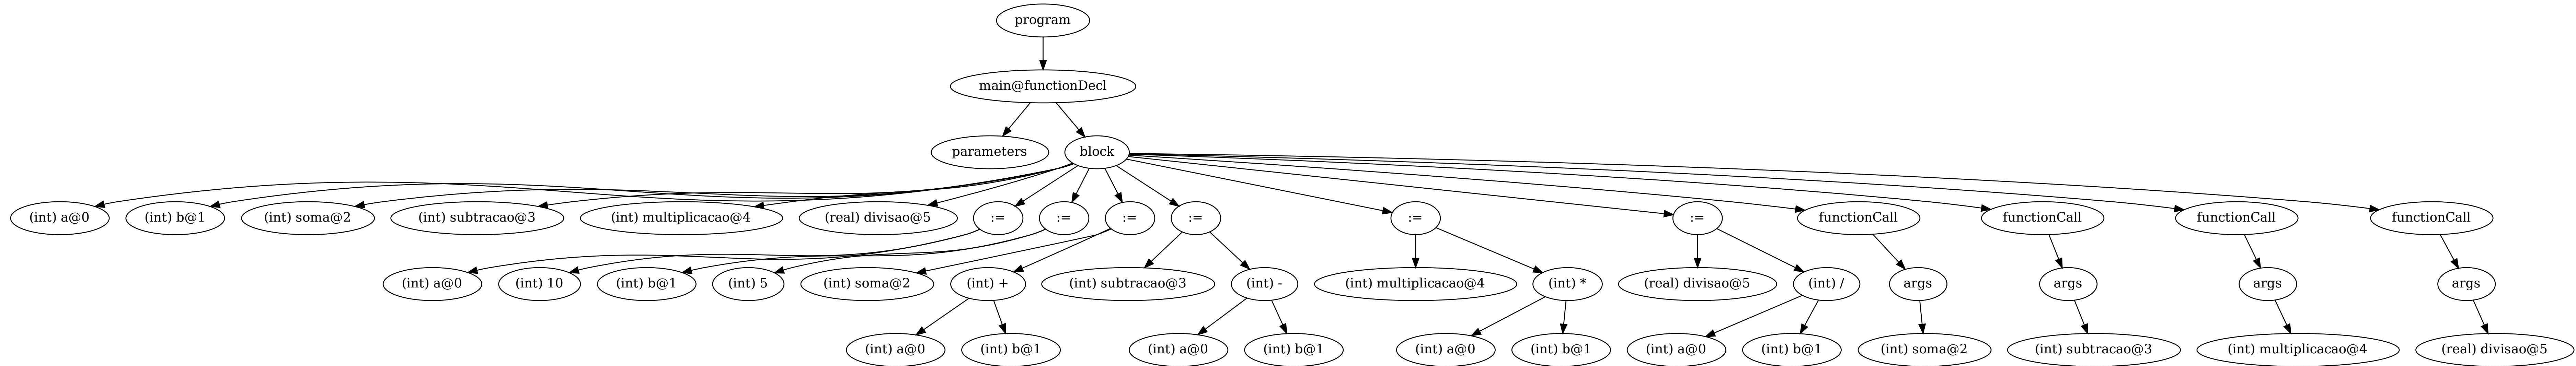 program
main@functionDecl
parameters
block
(int) a@0
(int) b@1
(int) soma@2
(int) subtracao@3
(int) multiplicacao@4
(real) divisao@5
:=
:=
:=
:=
:=
:=
functionCall
functionCall
functionCall
functionCall
(int) a@0
(int) 10
(int) b@1
(int) 5
(int) soma@2
(int) +
(int) subtracao@3
(int) -
(int) multiplicacao@4
(int) *
(real) divisao@5
(int) /
args
args
args
args
(int) a@0
(int) b@1
(int) a@0
(int) b@1
(int) a@0
(int) b@1
(int) a@0
(int) b@1
(int) soma@2
(int) subtracao@3
(int) multiplicacao@4
(real) divisao@5